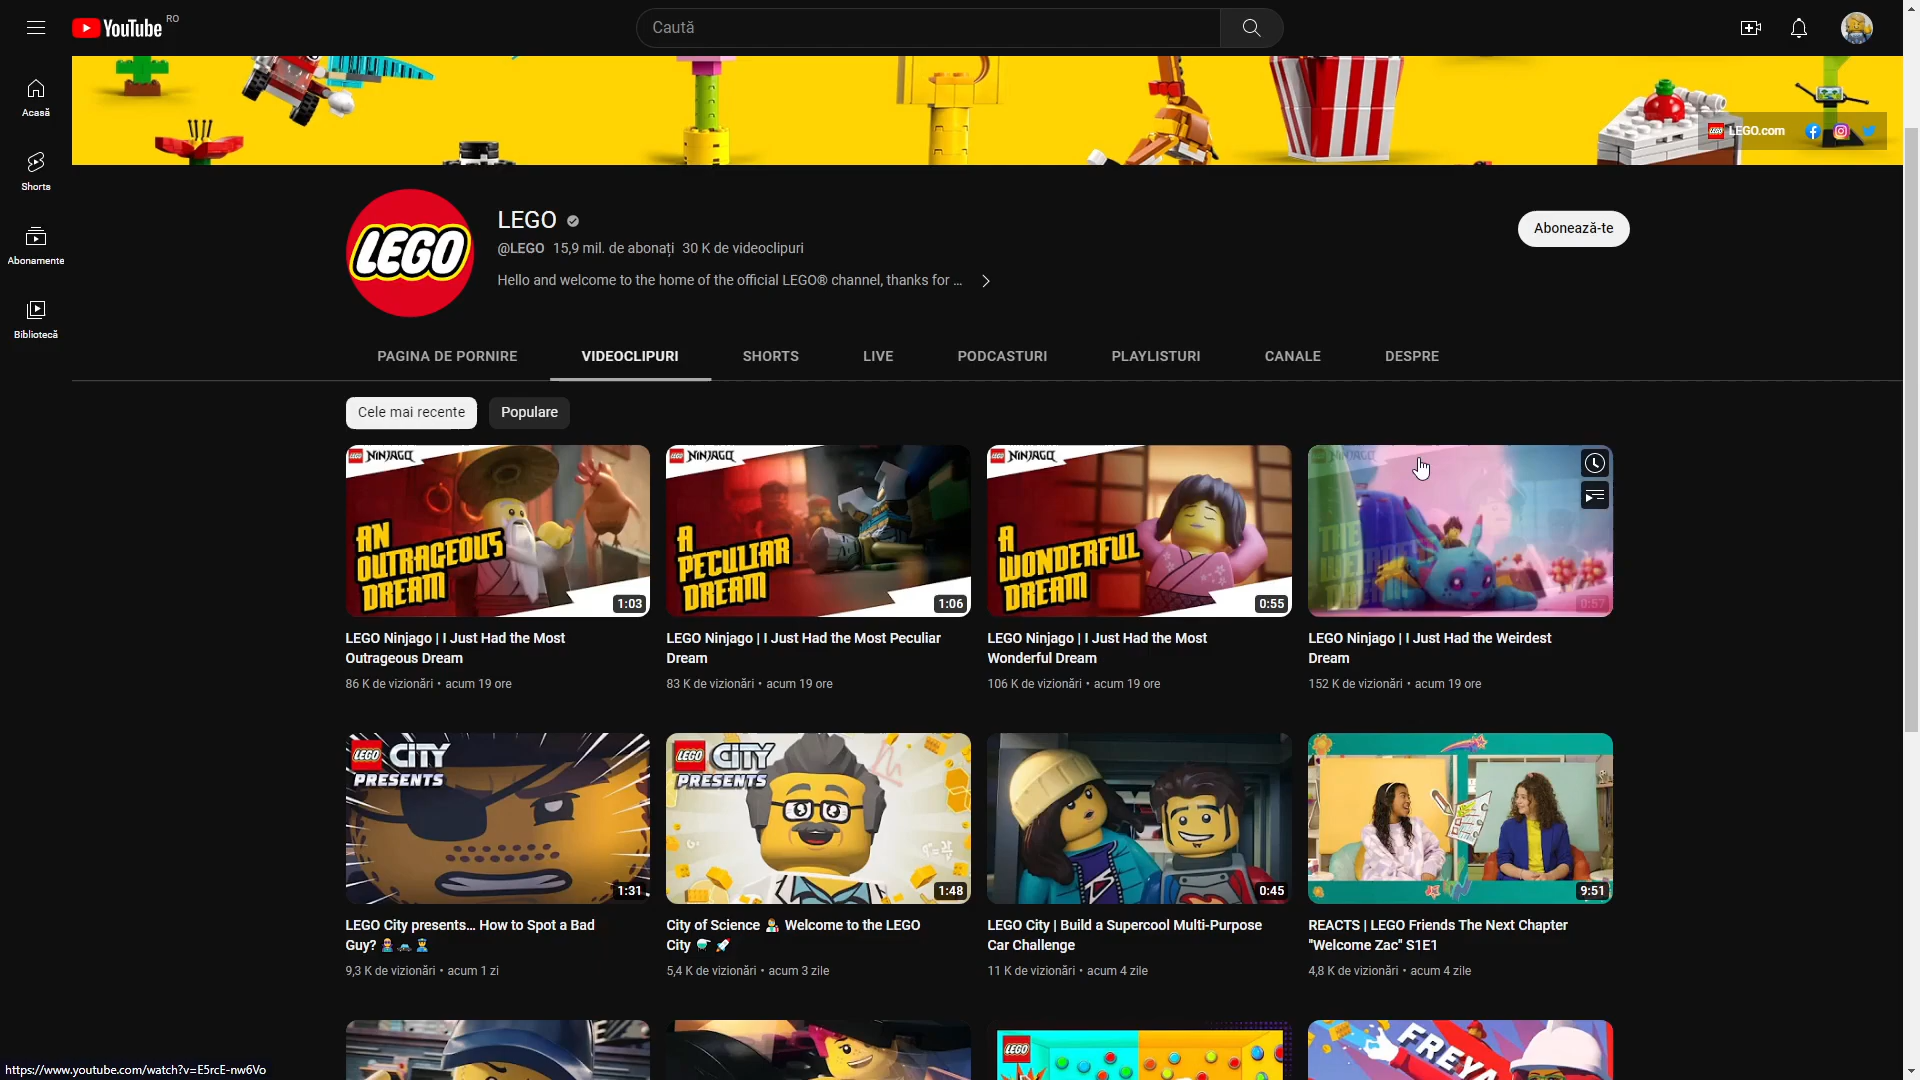 YouTube RO
Caută
Acasă
Shorts
Abonamente
Bibliotecă
LEGO LEGO.com
LEGO
LEGO
@LEGO 15,9 mil. de abonați 30 K de videoclipuri
Hello and welcome to the home of the official LEGO® channel, thanks for ...
Abonează-te
PAGINA DE PORNIRE VIDEOCLIPURI SHORTS LIVE PODCASTURI PLAYLISTURI CANALE DESPRE
Cele mai recente Populare
LEGO NINJAGO
AN
OUTRAGEOUS
DREAM
1:03
LEGO NINJAGO
A
PECULIAR
DREAM
1:06
LEGO NINJAGO
A
WONDERFUL
DREAM
0:55
NINJAGO
THE
0:57
LEGO Ninjago | I Just Had the Most
Outrageous Dream
86 K de vizionări • acum 19 ore
LEGO Ninjago | I Just Had the Most Peculiar
Dream
83 K de vizionări • acum 19 ore
LEGO Ninjago | I Just Had the Most
Wonderful Dream
106 K de vizionări • acum 19 ore
LEGO Ninjago | I Just Had the Weirdest
Dream
152 K de vizionări • acum 19 ore
LEGO CITY
PRESENTS
1:31
LEGO CITY
PRESENTS
1:48
0:45
9:51
LEGO City presents... How to Spot a Bad
Guy?
9,3 K de vizionări • acum 1 zi
City of Science Welcome to the LEGO
City
5,4 K de vizionări • acum 3 zile
LEGO City | Build a Supercool Multi-Purpose
Car Challenge
11 K de vizionări • acum 4 zile
REACTS | LEGO Friends The Next Chapter
"Welcome Zac" S1E1
4,8 K de vizionări • acum 4 zile
LEGO
FREYA
https://www.youtube.com/watch?v=E5rcE-nw6Vo